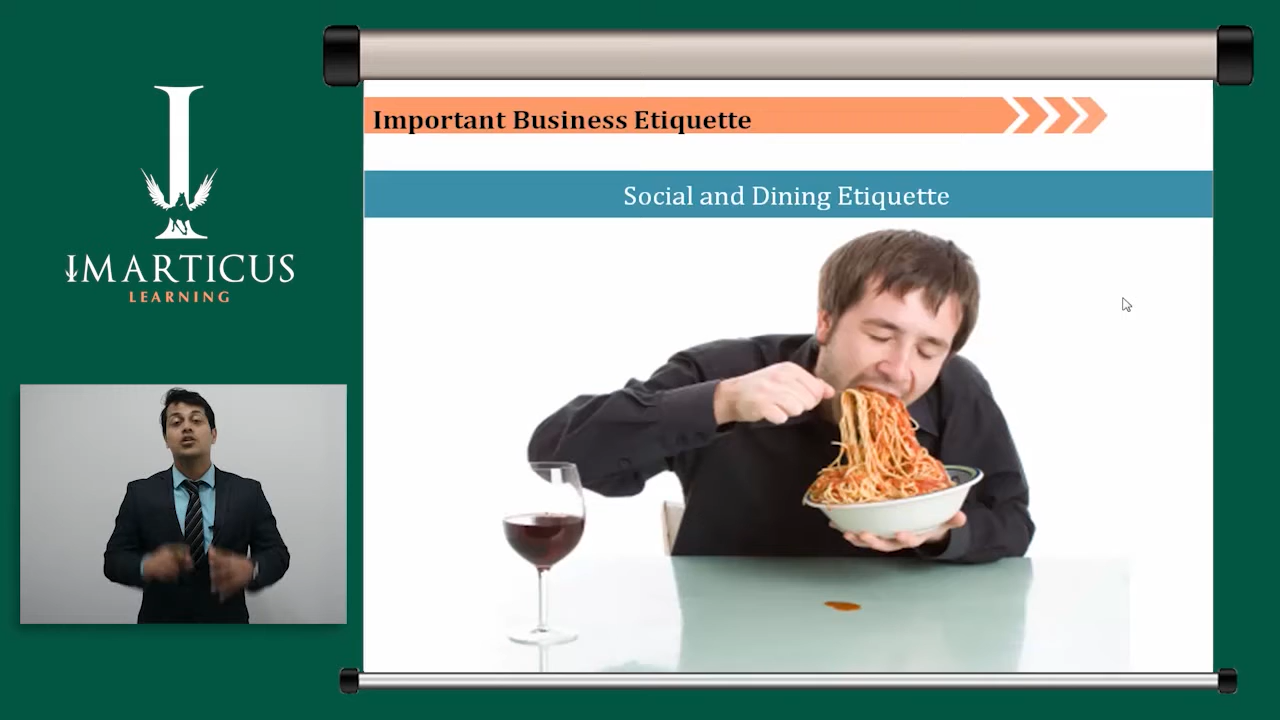 IMARTICUS
LEARNING
Important Business Etiquette
Social and Dining Etiquette